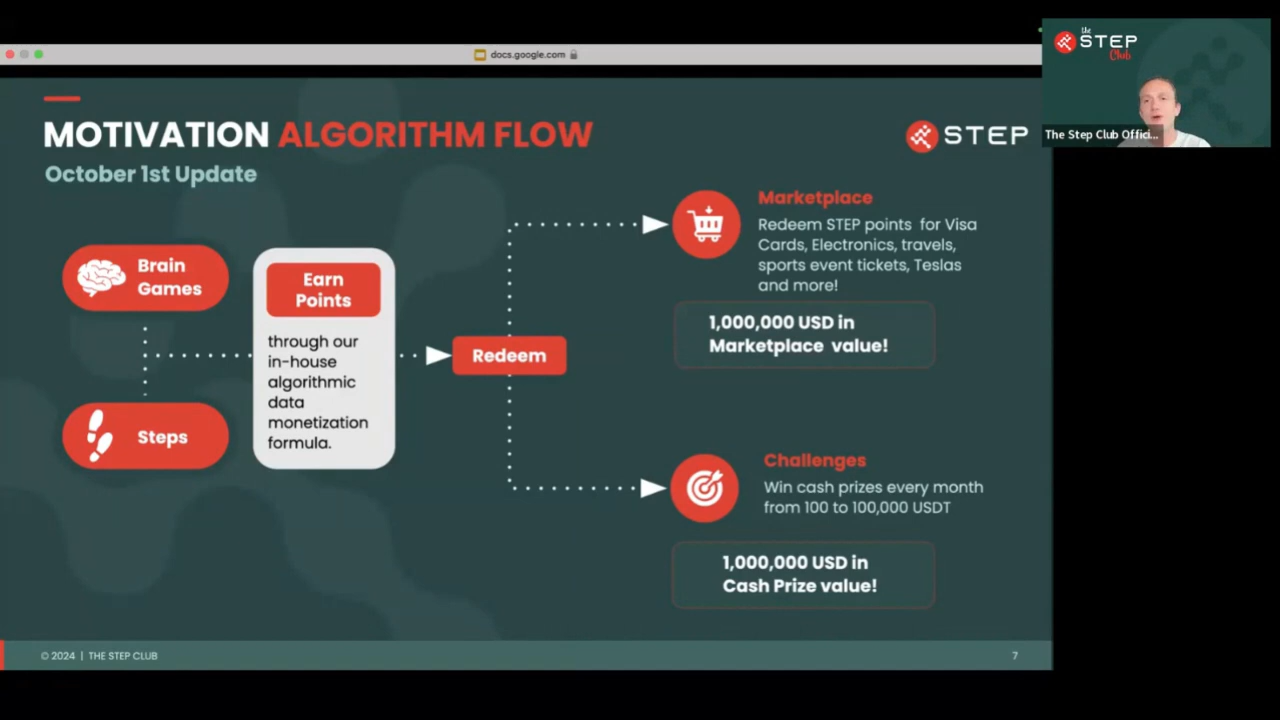 docs.google.com
the
STEP
Club
The Step Club Offici...
MOTIVATION ALGORITHM FLOW
October 1st Update
STEP
Brain
Games
Steps
Earn
Points
through our
in-house
algorithmic
data
monetization
formula.
Redeem
Marketplace
Redeem STEP points for Visa
Cards, Electronics, travels,
sports event tickets, Teslas
and more!
1,000,000 USD in
Marketplace value!
Challenges
Win cash prizes every month
from 100 to 100,000 USDT
1,000,000 USD in
Cash Prize value!
© 2024 | THE STEP CLUB
7